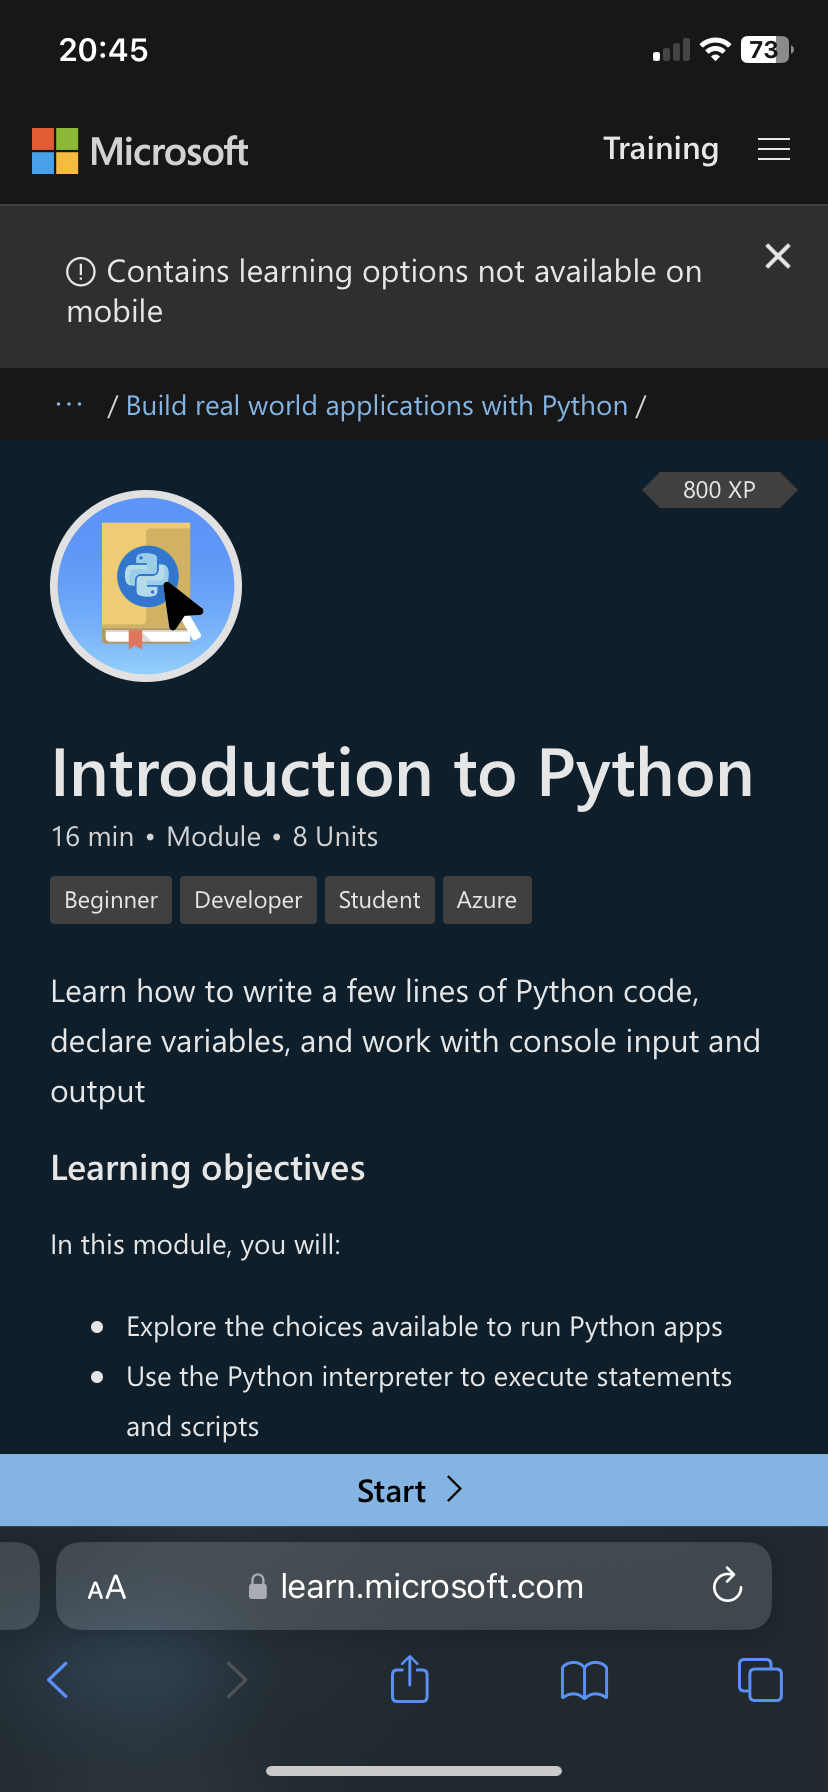 20:45
73
Microsoft
Training
Contains learning options not available on
mobile
... / Build real world applications with Python /
800 XP
Introduction to Python
16 min • Module • 8 Units
Beginner Developer Student Azure
Learn how to write a few lines of Python code,
declare variables, and work with console input and
output
Learning objectives
In this module, you will:
• Explore the choices available to run Python apps
• Use the Python interpreter to execute statements
and scripts
Start
AA learn.microsoft.com